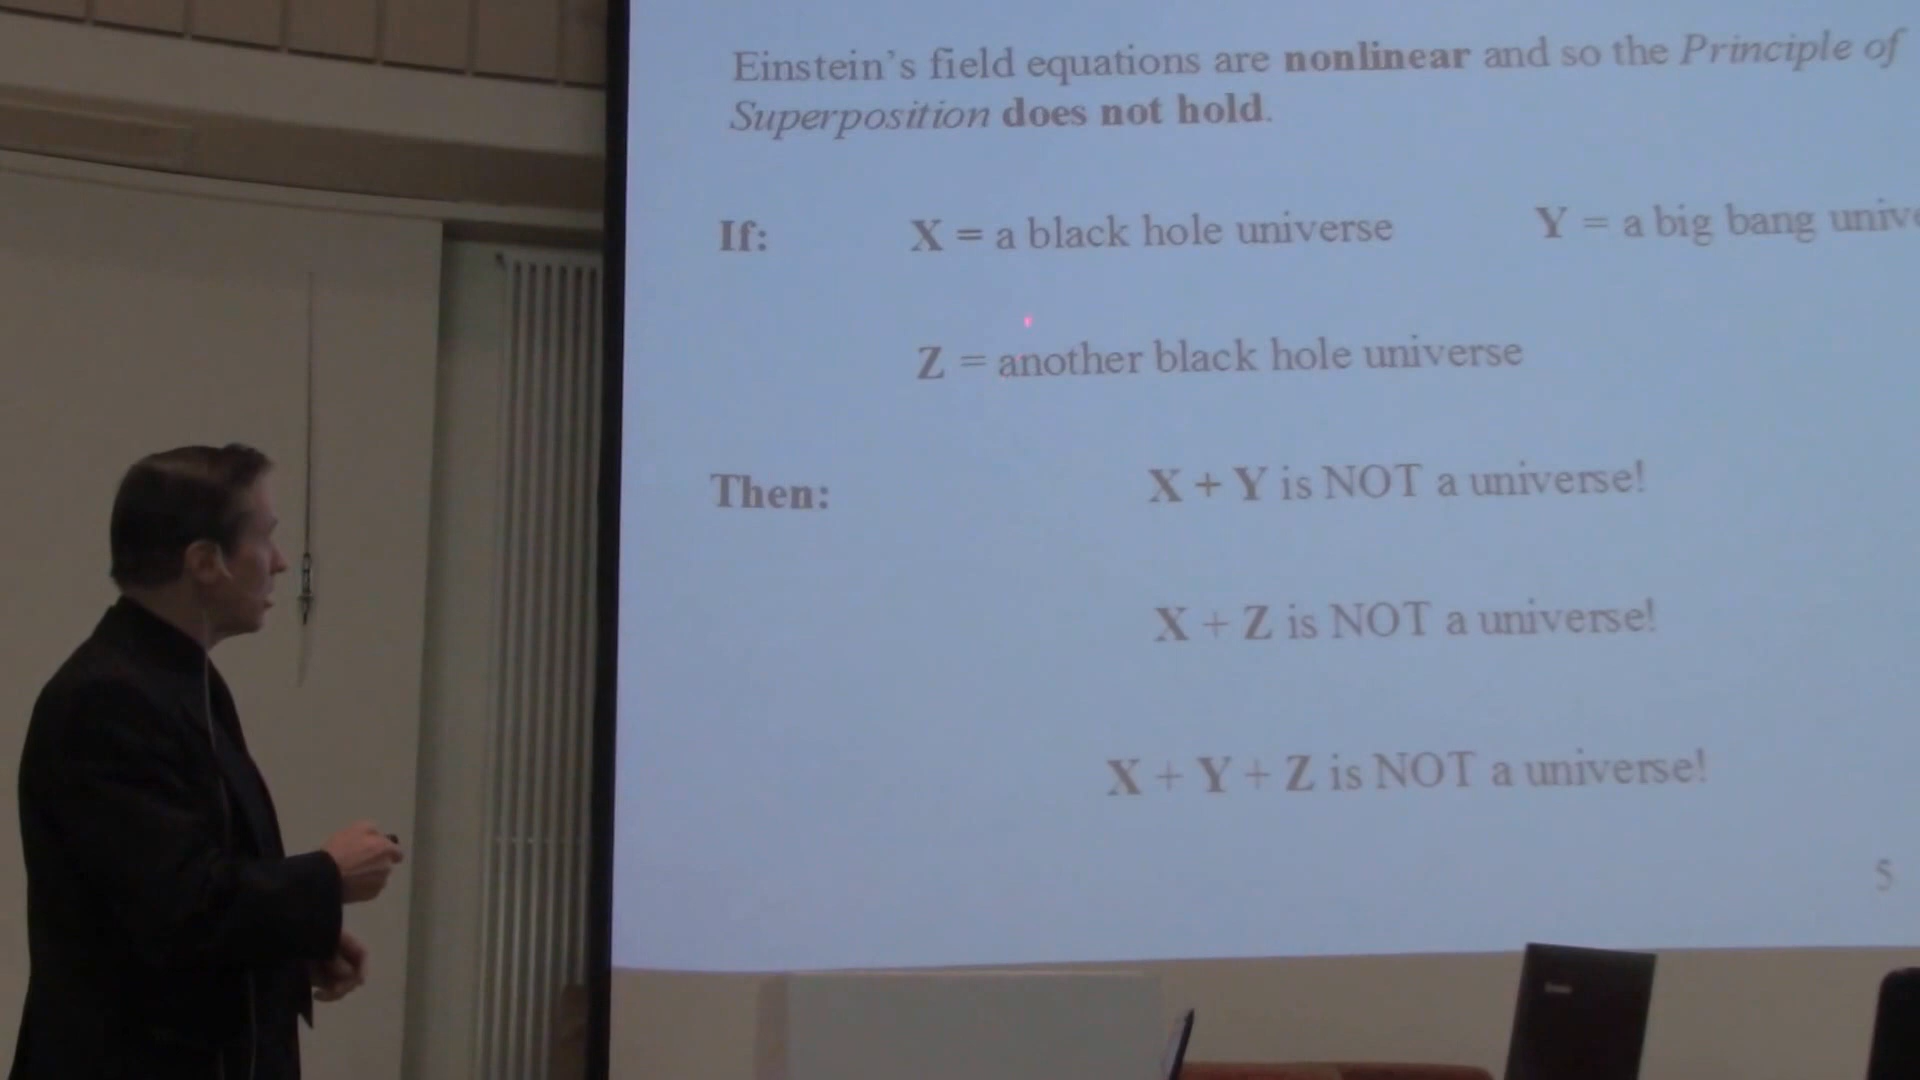 Einstein's field equations are nonlinear and so the Principle of
Superposition does not hold.
If: X = a black hole universe Y = a big bang
Z = another black hole universe
Then: X + Y is NOT a universe!
X + Z is NOT a universe!
X + Y + Z is NOT a universe!
5